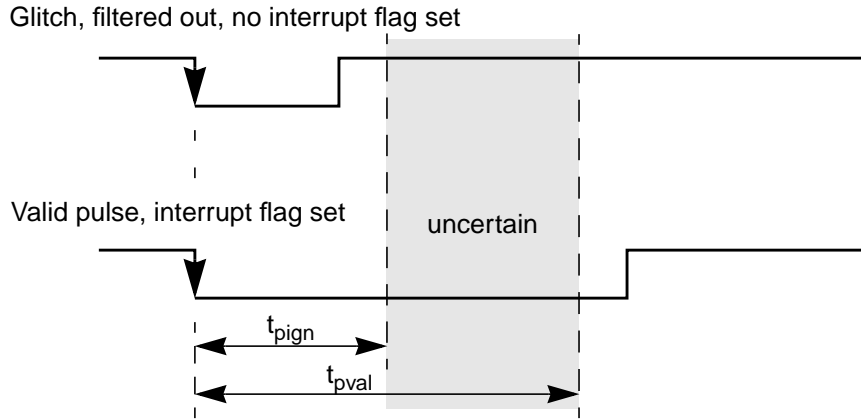 Glitch, filtered out, no interrupt flag set
Valid pulse, interrupt flag set
uncertain
tpign
tpval